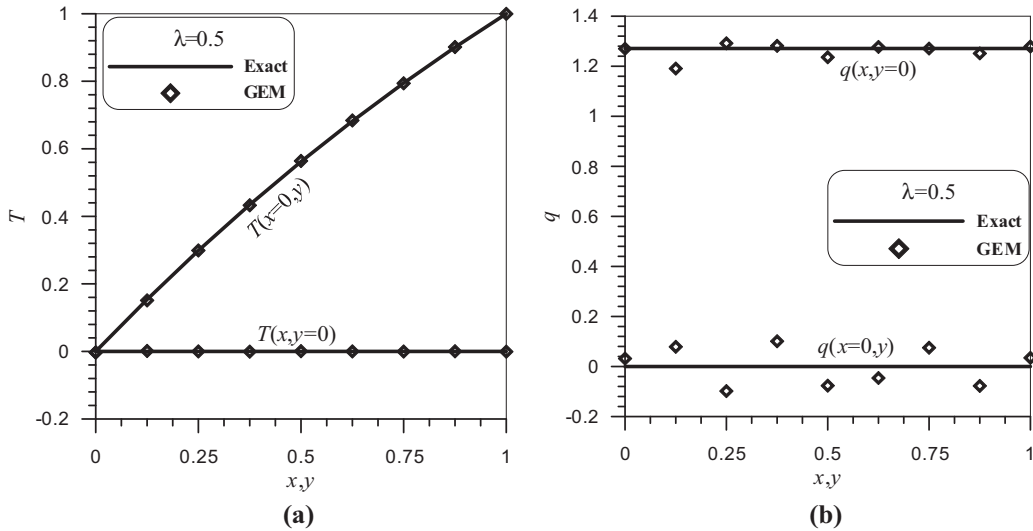 1
0.8
0.6
0.4
0.2
0
-0.2
T
λ=0.5
Exact
GEM
T(x=0,y)
T(x,y=0)
0 0.25 0.5 0.75 1
x,y
(a)
1.4
1.2
1
0.8
0.6
0.4
0.2
0
-0.2
q
q(x,y=0)
λ=0.5
Exact
GEM
q(x=0,y)
0 0.25 0.5 0.75 1
x,y
(b)